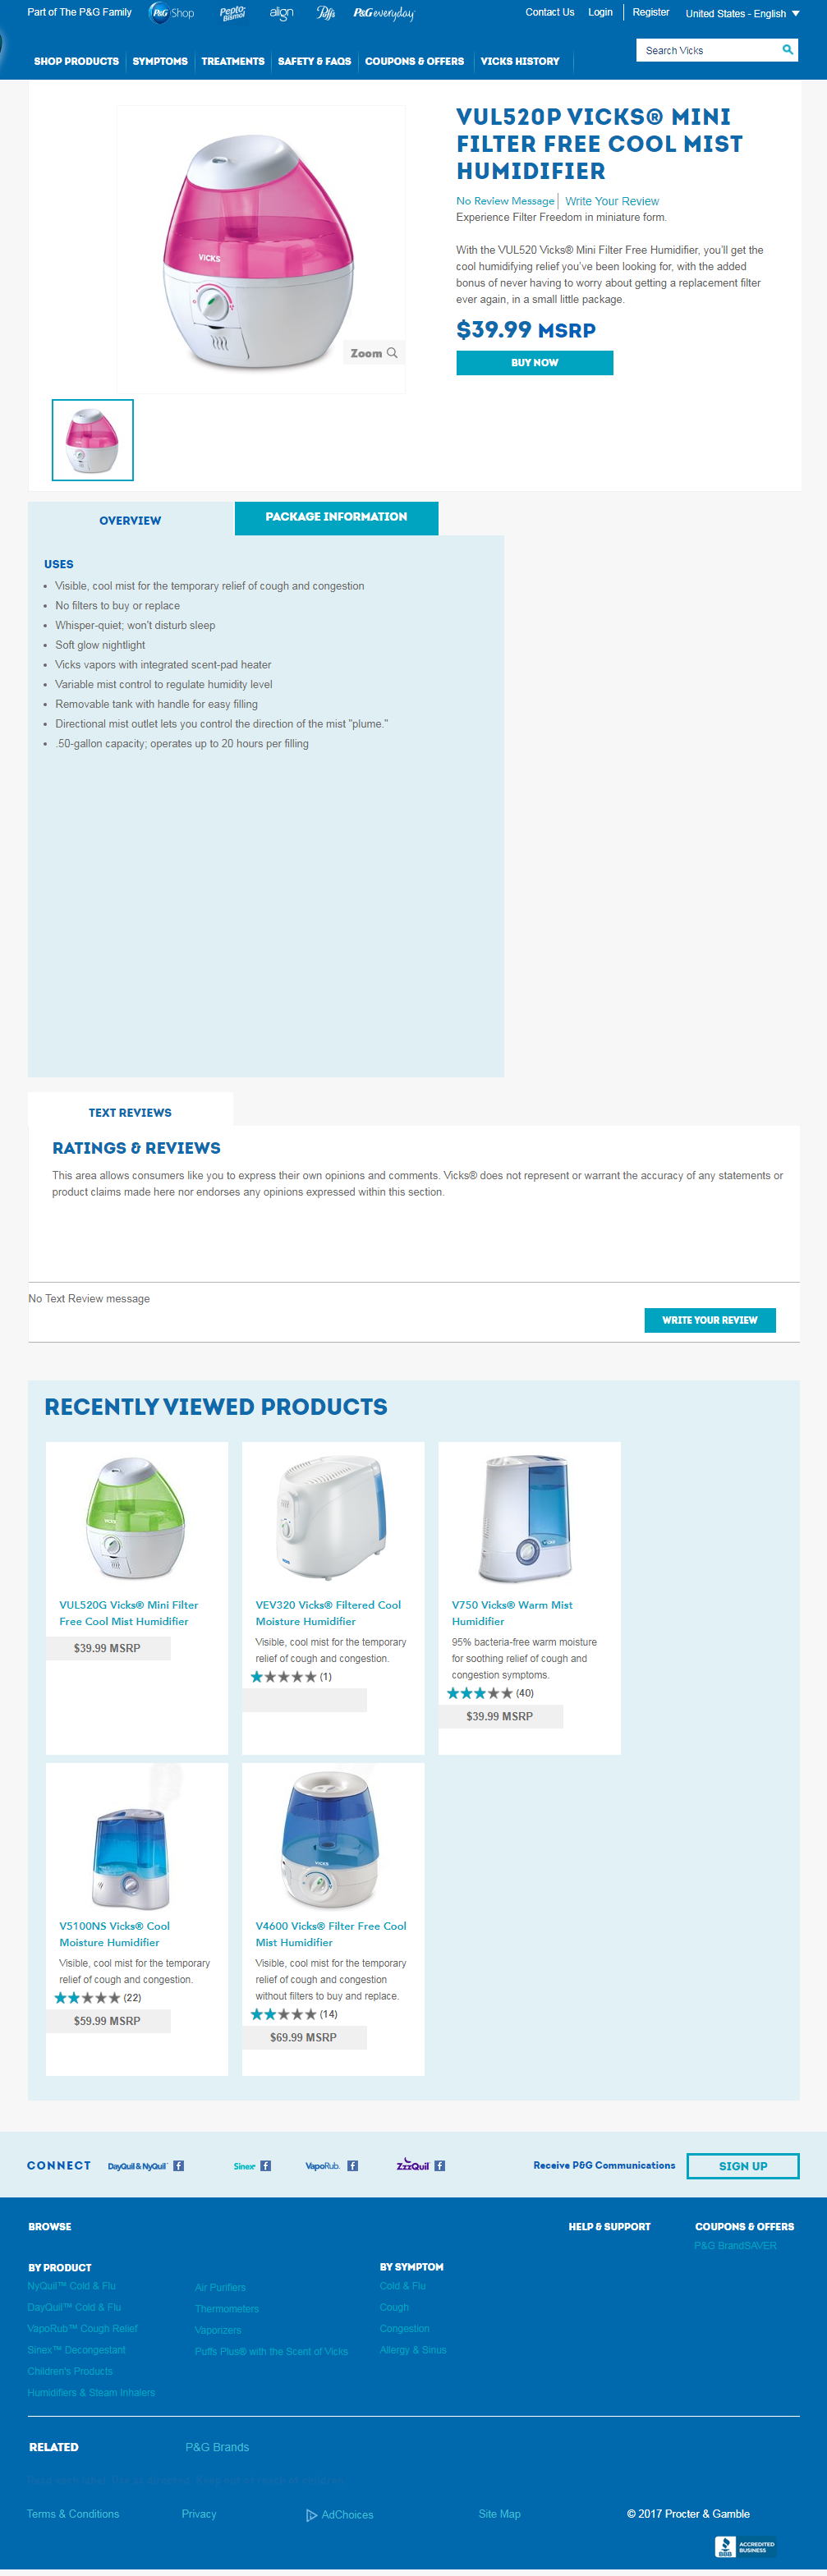 Part of The P&G Family
P&G Shop
Pepto Bismol
align
Puffs
P&G everyday
Contact Us
Login
Register
United States - English
SHOP PRODUCTS
SYMPTOMS
TREATMENTS
SAFETY & FAQS
COUPONS & OFFERS
VICKS HISTORY
Search Vicks
VICKS
Zoom
VUL520P VICKS® MINI
FILTER FREE COOL MIST
HUMIDIFIER
No Review Message
Write Your Review
Experience Filter Freedom in miniature form.
With the VUL520 Vicks® Mini Filter Free Humidifier, you'll get the
cool humidifying relief you've been looking for, with the added
bonus of never having to worry about getting a replacement filter
ever again, in a small little package.
$39.99 MSRP
BUY NOW
OVERVIEW
PACKAGE INFORMATION
USES
Visible, cool mist for the temporary relief of cough and congestion
No filters to buy or replace
Whisper-quiet; won't disturb sleep
Soft glow nightlight
Vicks vapors with integrated scent-pad heater
Variable mist control to regulate humidity level
Removable tank with handle for easy filling
Directional mist outlet lets you control the direction of the mist "plume."
.50-gallon capacity; operates up to 20 hours per filling
TEXT REVIEWS
RATINGS & REVIEWS
This area allows consumers like you to express their own opinions and comments. Vicks® does not represent or warrant the accuracy of any statements or
product claims made here nor endorses any opinions expressed within this section.
No Text Review message
WRITE YOUR REVIEW
RECENTLY VIEWED PRODUCTS
VUL520G Vicks® Mini Filter
Free Cool Mist Humidifier
$39.99 MSRP
VEV320 Vicks® Filtered Cool
Moisture Humidifier
Visible, cool mist for the temporary
relief of cough and congestion.
(1)
V750 Vicks® Warm Mist
Humidifier
95% bacteria-free warm moisture
for soothing relief of cough and
congestion symptoms.
(40)
$39.99 MSRP
V5100NS Vicks® Cool
Moisture Humidifier
Visible, cool mist for the temporary
relief of cough and congestion.
(22)
$59.99 MSRP
VICKS
V4600 Vicks® Filter Free Cool
Mist Humidifier
Visible, cool mist for the temporary
relief of cough and congestion
without filters to buy and replace.
(14)
$69.99 MSRP
CONNECT
DayQuil & NyQuil
Sinex
VapoRub
ZzzQuil
Receive P&G Communications
SIGN UP
BROWSE
HELP & SUPPORT
COUPONS & OFFERS
P&G BrandSAVER
BY PRODUCT
NyQuil™ Cold & Flu
DayQuil™ Cold & Flu
VapoRub™ Cough Relief
Sinex™ Decongestant
Children's Products
Humidifiers & Steam Inhalers
Air Purifiers
Thermometers
Vaporizers
Puffs Plus® with the Scent of Vicks
BY SYMPTOM
Cold & Flu
Cough
Congestion
Allergy & Sinus
RELATED
P&G Brands
Terms & Conditions
Privacy
AdChoices
Site Map
© 2017 Procter & Gamble
BBB
ACCREDITED
BUSINESS